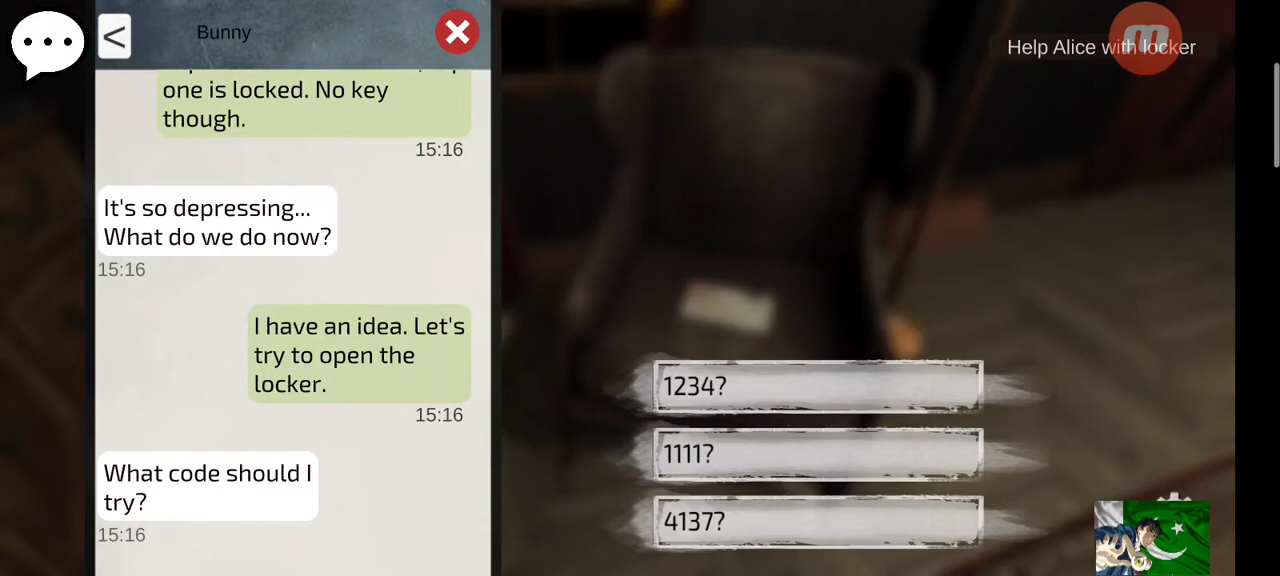 Bunny
Help Alice with locker
one is locked. No key
though.
15:16
It's so depressing...
What do we do now?
15:16
I have an idea. Let's
try to open the
locker.
15:16
What code should I
try?
15:16
1234?
1111?
4137?